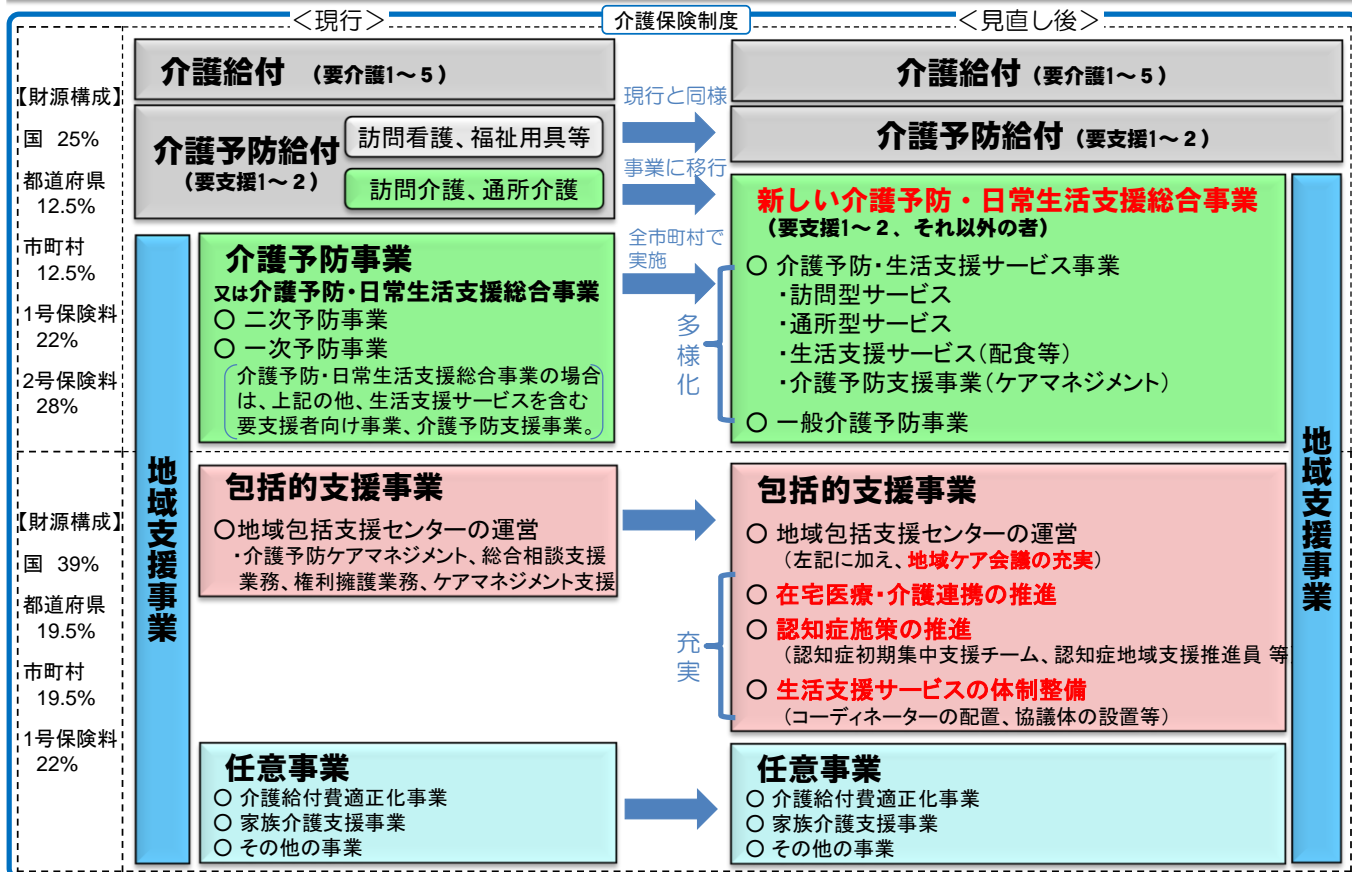 ＜現行＞
介護保険制度
＜見直し後＞
【財源構成】
国 25%
都道府県
12.5%
市町村
12.5%
1号保険料
22%
2号保険料
28%
介護給付 （要介護1～5）
介護予防給付
（要支援1～2）
訪問看護、福祉用具等
訪問介護、通所介護
現行と同様
事業に移行
全市町村で
実施
多
様
化
介護給付（要介護1～5）
介護予防給付（要支援1～2）
新しい介護予防・日常生活支援総合事業
（要支援1～2、それ以外の者）
○ 介護予防・生活支援サービス事業
・訪問型サービス
・通所型サービス
・生活支援サービス（配食等）
・介護予防支援事業（ケアマネジメント）
○ 一般介護予防事業
介護予防事業
又は介護予防・日常生活支援総合事業
○ 二次予防事業
○ 一次予防事業
介護予防・日常生活支援総合事業の場合
は、上記の他、生活支援サービスを含む
要支援者向け事業、介護予防支援事業。
地域支援事業
地域支援事業
【財源構成】
国 39%
都道府県
19.5%
市町村
19.5%
1号保険料
22%
包括的支援事業
○地域包括支援センターの運営
・介護予防ケアマネジメント、総合相談支援
業務、権利擁護業務、ケアマネジメント支援
充
実
包括的支援事業
○ 地域包括支援センターの運営
（左記に加え、地域ケア会議の充実）
○ 在宅医療・介護連携の推進
○ 認知症施策の推進
（認知症初期集中支援チーム、認知症地域支援推進員 等
○ 生活支援サービスの体制整備
（コーディネーターの配置、協議体の設置等）
任意事業
○ 介護給付費適正化事業
○ 家族介護支援事業
○ その他の事業
任意事業
○ 介護給付費適正化事業
○ 家族介護支援事業
○ その他の事業